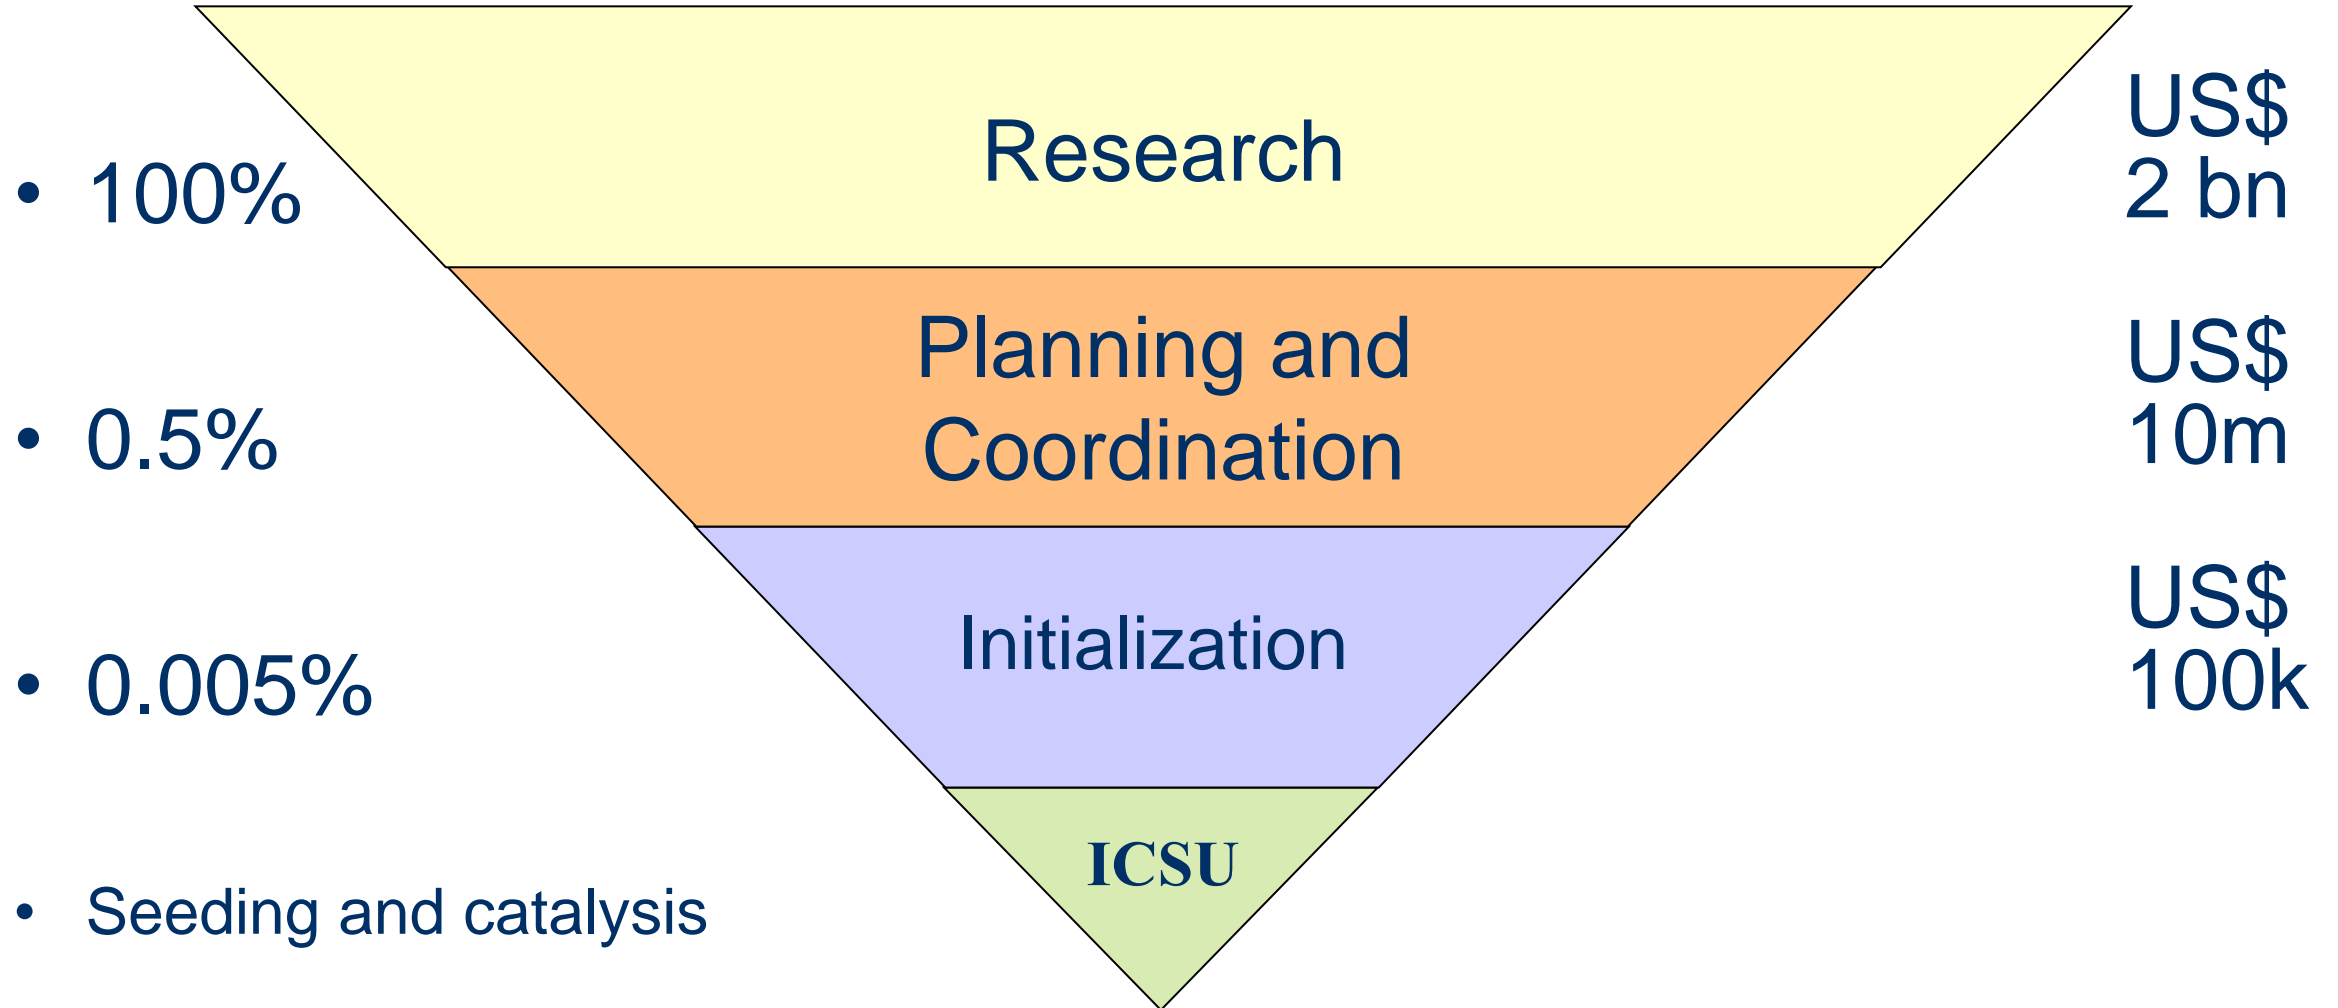 • 100%
Research
US$
2 bn
• 0.5%
Planning and
Coordination
US$
10m
• 0.005%
Initialization
US$
100k
• Seeding and catalysis
ICSU